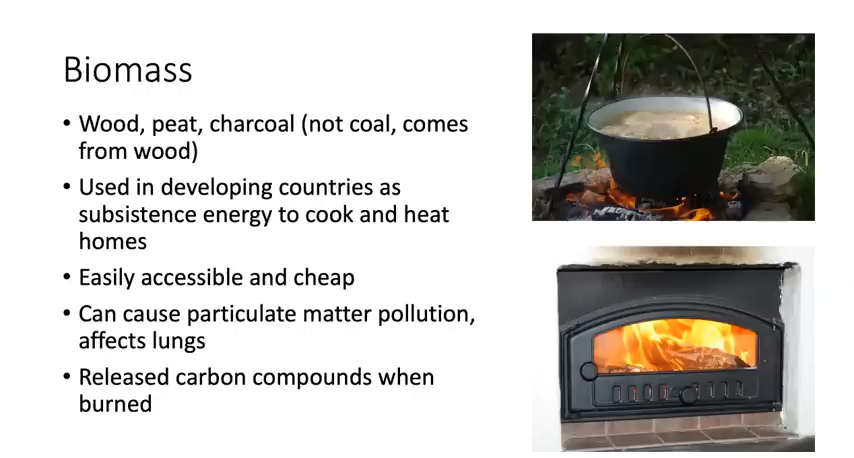 Biomass
• Wood, peat, charcoal (not coal, comes
from wood)
• Used in developing countries as
subsistence energy to cook and heat
homes
• Easily accessible and cheap
• Can cause particulate matter pollution,
affects lungs
• Released carbon compounds when
burned